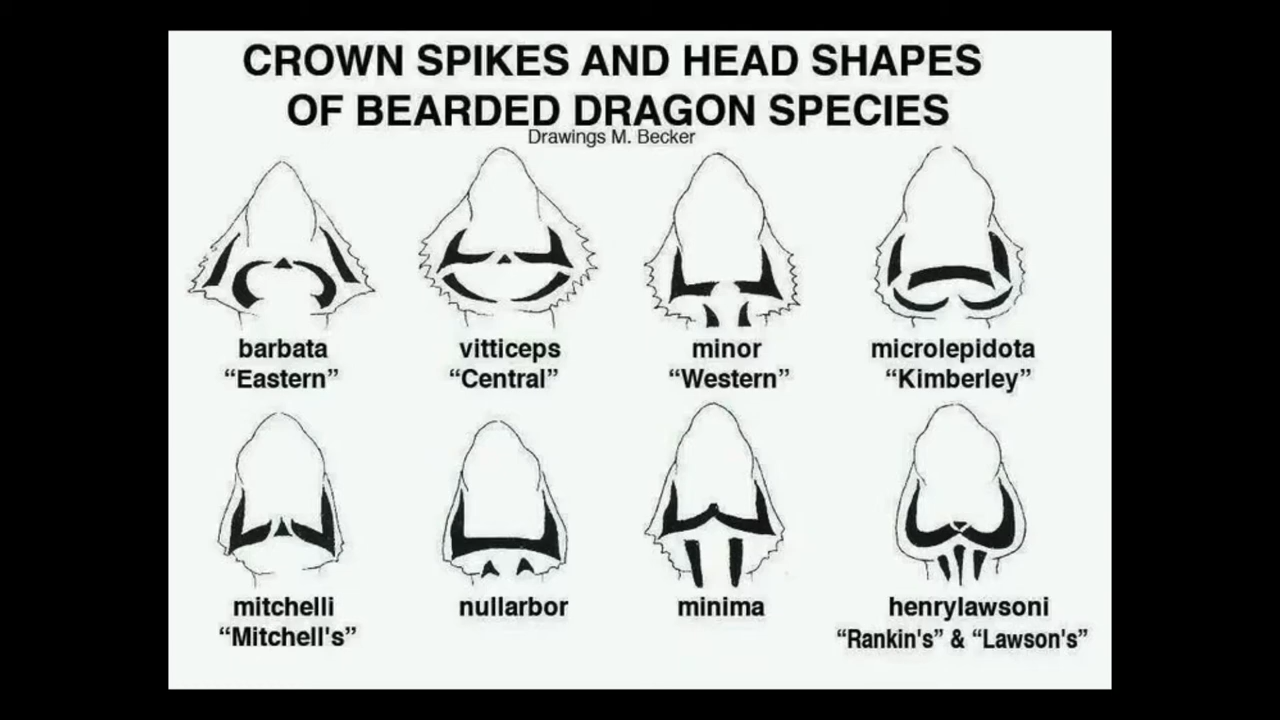 CROWN SPIKES AND HEAD SHAPES
OF BEARDED DRAGON SPECIES
Drawings M. Becker
barbata
“Eastern”
vitticeps
“Central”
minor
“Western”
microlepidota
“Kimberley”
mitchelli
“Mitchell's”
nullarbor
minima
henrylawsoni
“Rankin's” & “Lawson's”